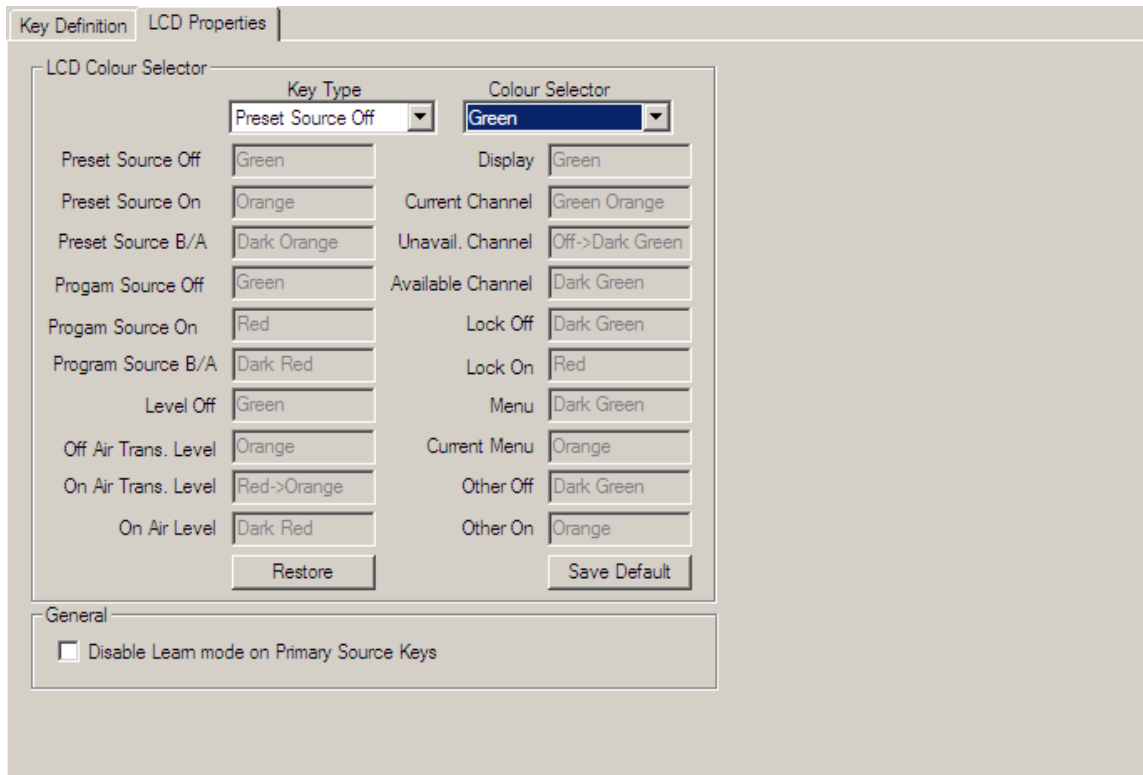 Key Definition LCD Properties
LCD Colour Selector
Key Type Colour Selector
Preset Source Off Green
Preset Source Off Green Display Green
Preset Source On Orange Current Channel Green Orange
Preset Source B/A Dark Orange Unavail. Channel Off->Dark Green
Progam Source Off Green Available Channel Dark Green
Progam Source On Red Lock Off Dark Green
Program Source B/A Dark Red Lock On Red
Level Off Green Menu Dark Green
Off Air Trans. Level Orange Current Menu Orange
On Air Trans. Level Red->Orange Other Off Dark Green
On Air Level Dark Red Other On Orange
Restore Save Default
General
Disable Learn mode on Primary Source Keys